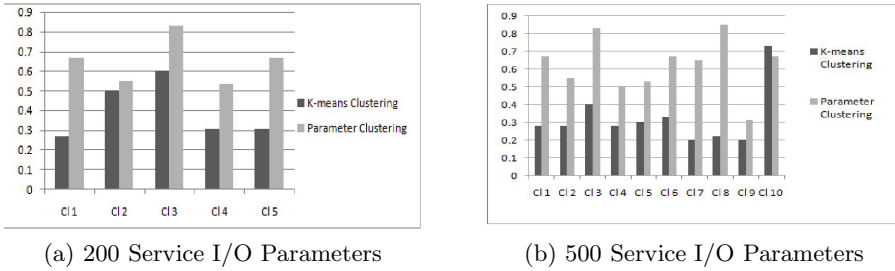 0.9
0.8
0.7
0.6
0.5
0.4
0.3
0.2
0.1
0
Cl 1 Cl 2 Cl 3 Cl 4 Cl 5
K-means Clustering
Parameter Clustering
(a) 200 Service I/O Parameters
0.9
0.8
0.7
0.6
0.5
0.4
0.3
0.2
0.1
0
Cl 1 Cl 2 Cl 3 Cl 4 Cl 5 Cl 6 Cl 7 Cl 8 Cl 9 Cl 10
K-means
Clustering
Parameter
Clustering
(b) 500 Service I/O Parameters